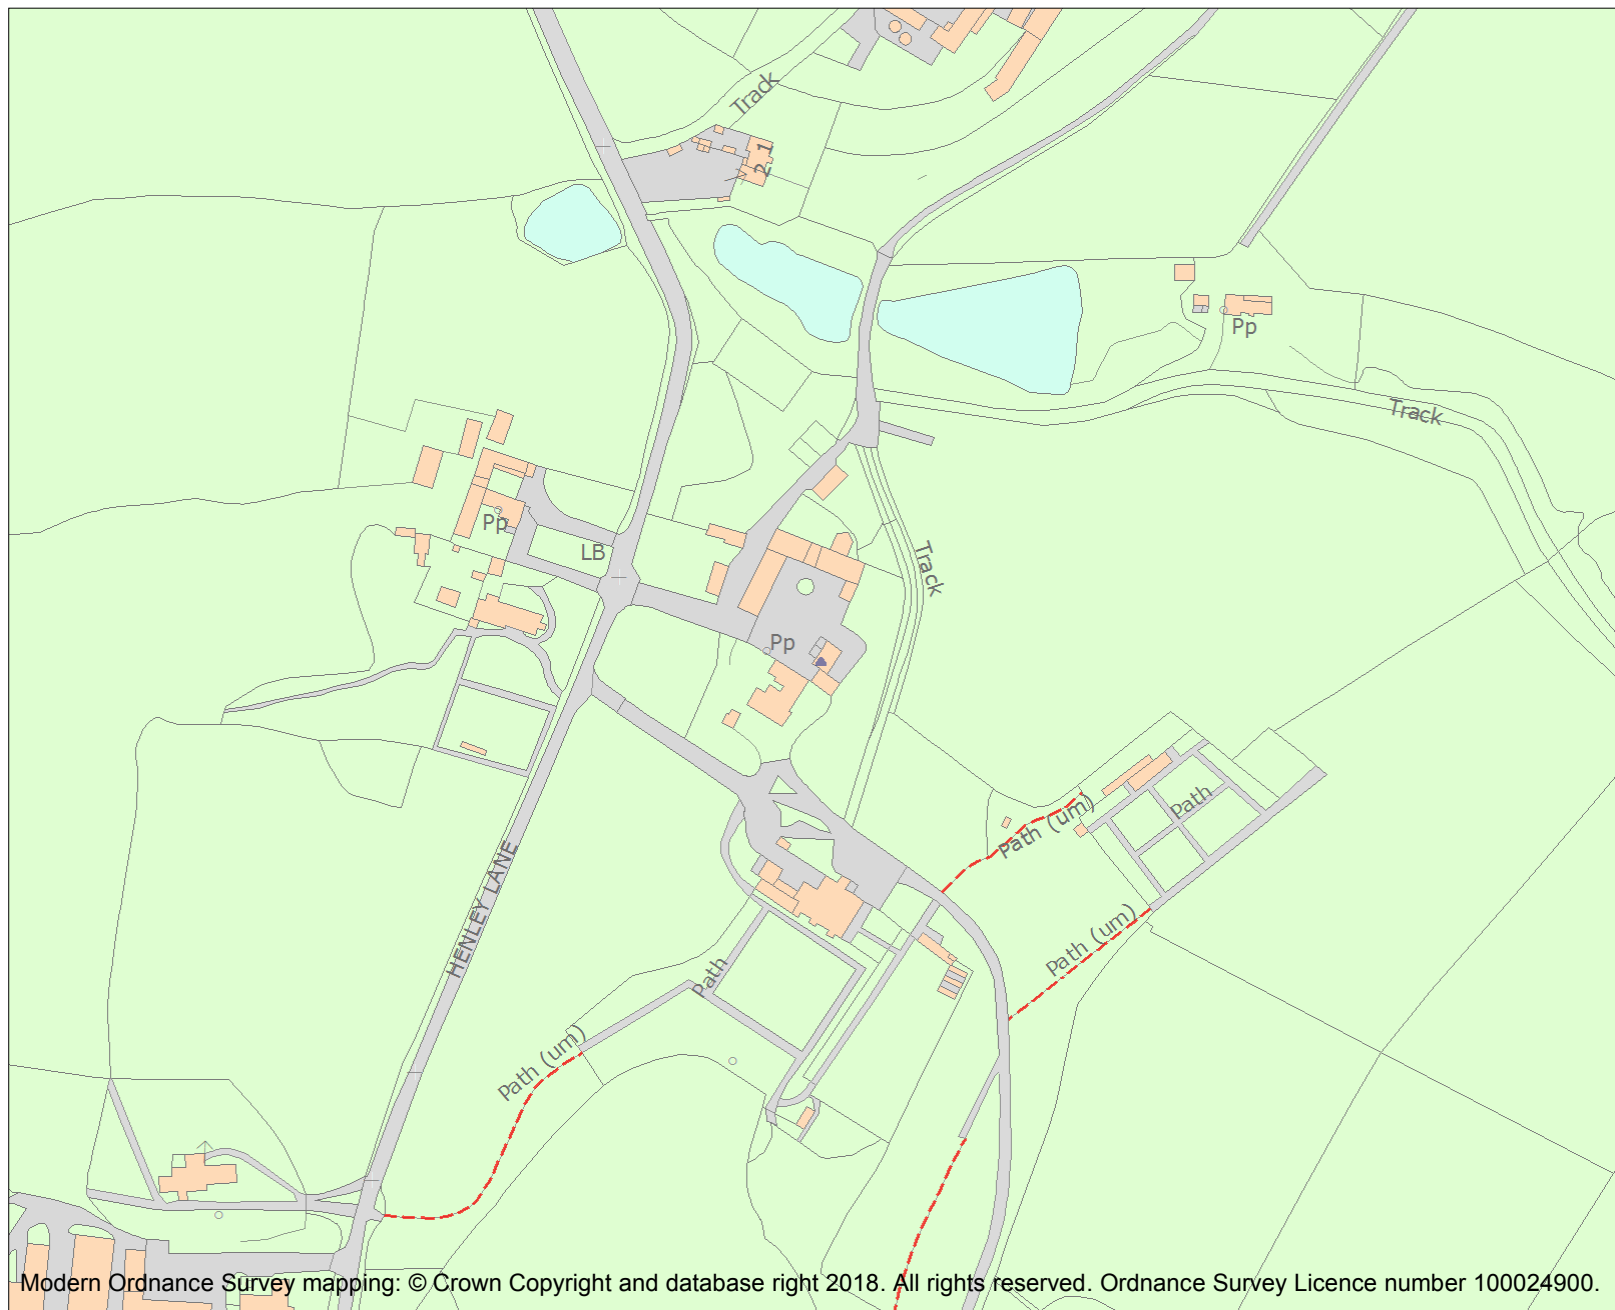 Track
1
2
Pp
Track
Pp
LB
Track
Pp
Path
Path (um)
HENLEY LANE
Path (um)
Path
Path (um)
Modern Ordnance Survey mapping: © Crown Copyright and database right 2018. All rights reserved. Ordnance Survey Licence number 100024900.